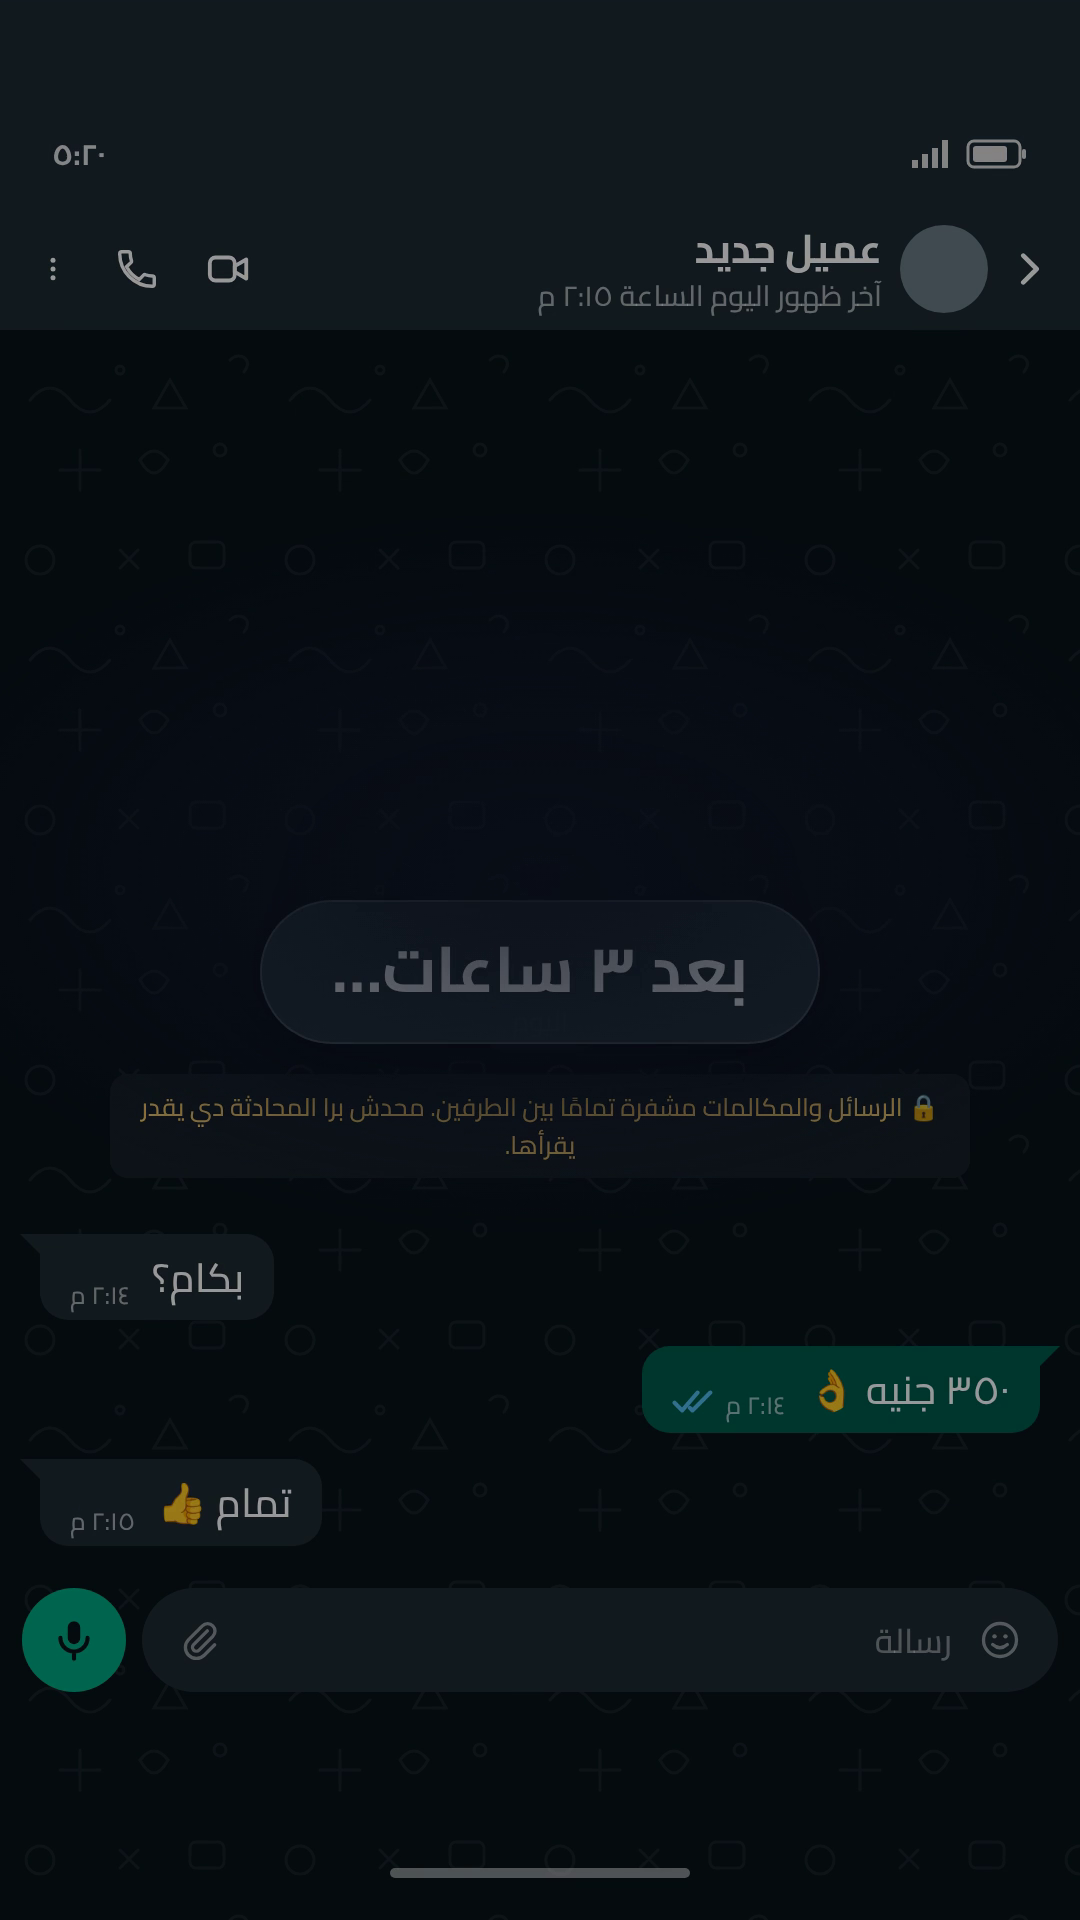 ٥:٢٠
عميل جديد
آخر ظهور اليوم الساعة ٢:١٥ م
بعد ٣ ساعات...
🔒 الرسائل والمكالمات مشفرة تمامًا بين الطرفين. محدش برا المحادثة دي يقدر
يقرأها.
بكام؟ ٢:١٤ م
٣٥٠ جنيه 👌 ٢:١٤ م
تمام 👍 ٢:١٥ م
رسالة